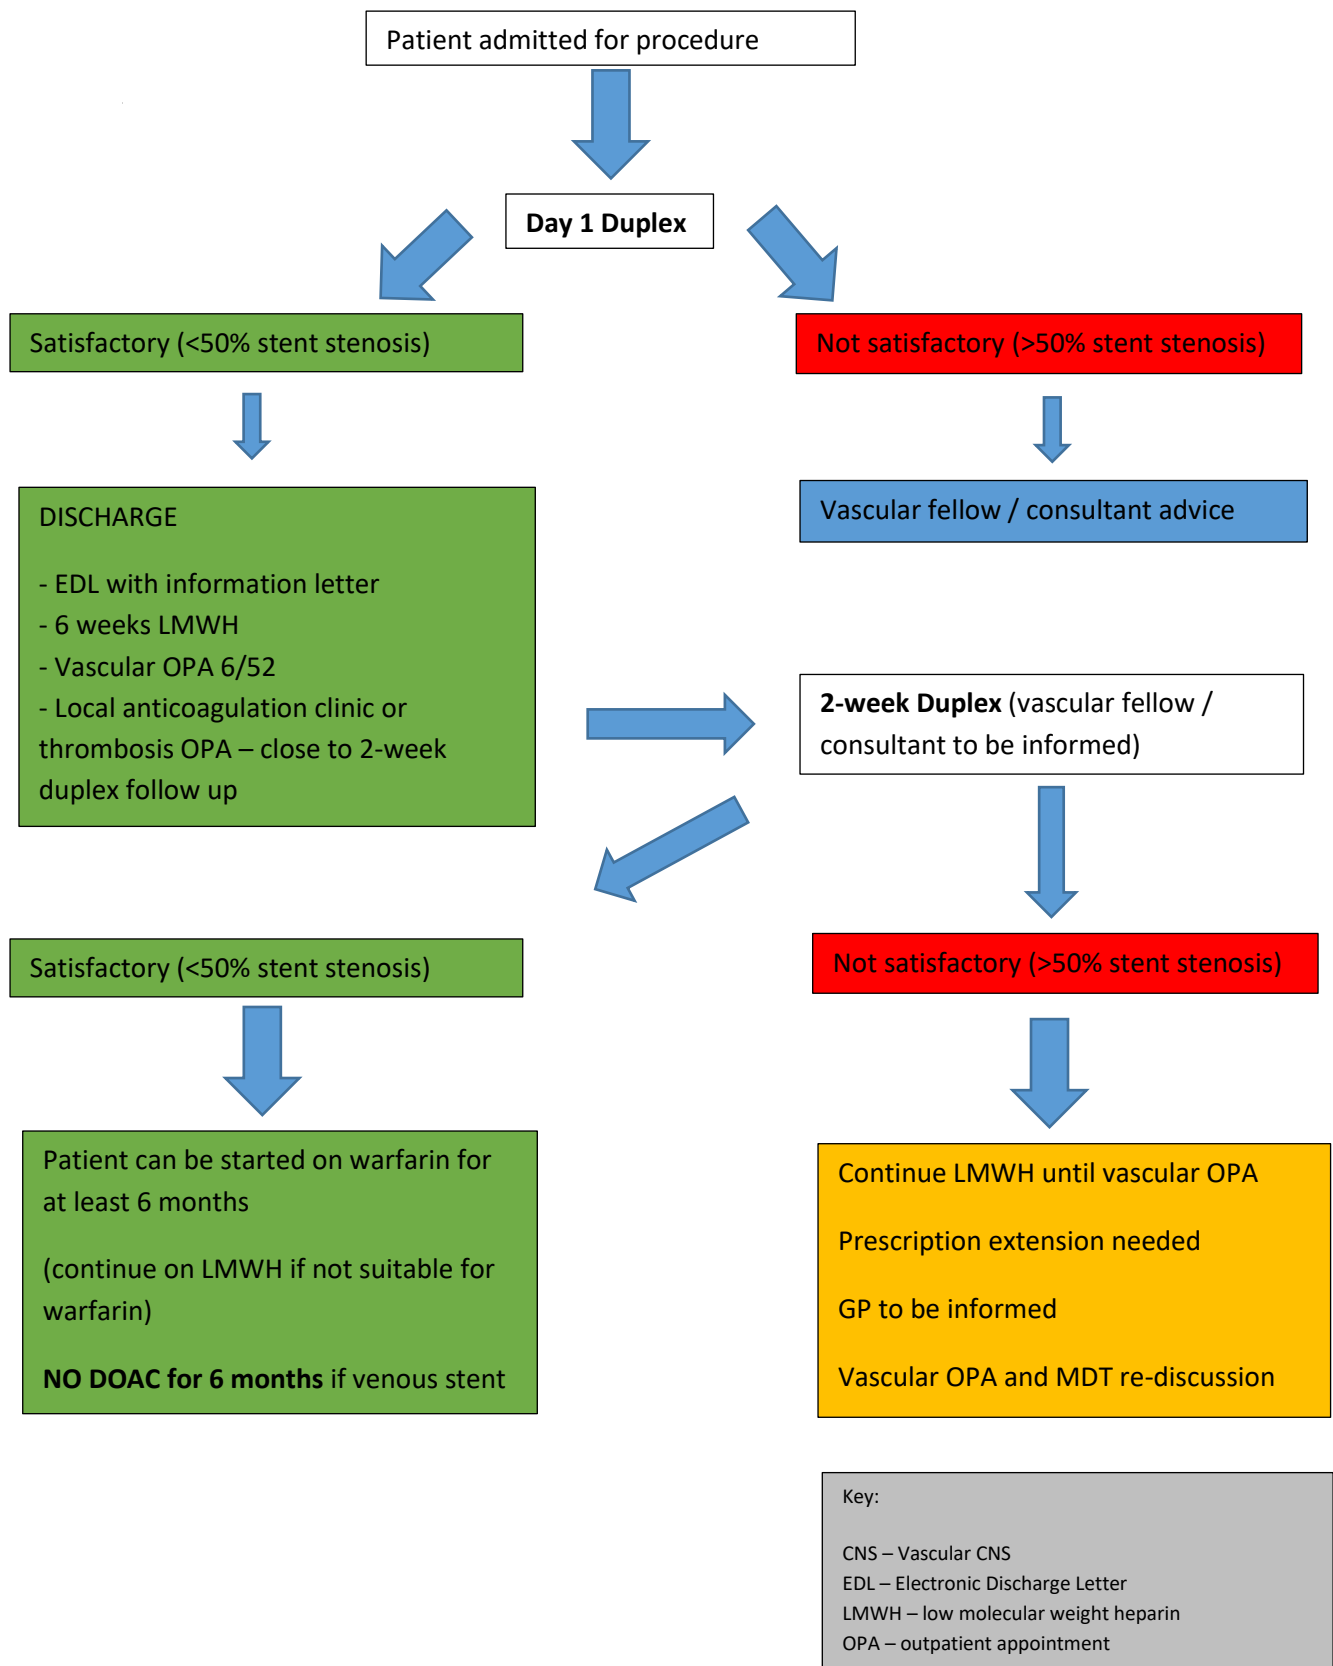 Patient admitted for procedure
Day 1 Duplex
Satisfactory (<50% stent stenosis)
Not satisfactory (>50% stent stenosis)
DISCHARGE
- EDL with information letter
- 6 weeks LMWH
- Vascular OPA 6/52
- Local anticoagulation clinic or
thrombosis OPA – close to 2-week
duplex follow up
Vascular fellow / consultant advice
2-week Duplex (vascular fellow /
consultant to be informed)
Satisfactory (<50% stent stenosis)
Not satisfactory (>50% stent stenosis)
Patient can be started on warfarin for
at least 6 months
(continue on LMWH if not suitable for
warfarin)
NO DOAC for 6 months if venous stent
Continue LMWH until vascular OPA
Prescription extension needed
GP to be informed
Vascular OPA and MDT re-discussion
Key:
CNS – Vascular CNS
EDL – Electronic Discharge Letter
LMWH – low molecular weight heparin
OPA – outpatient appointment